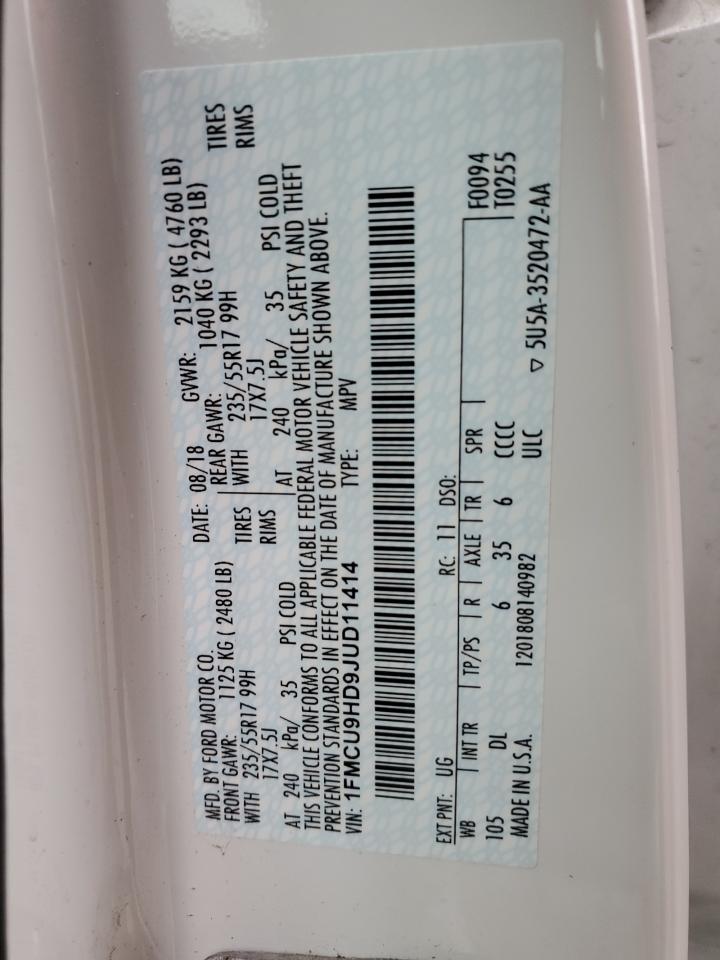 MFD. BY FORD MOTOR CO. DATE: 08/18 GVWR: 2159 KG ( 4760 LB)
FRONT GAWR: 1125 KG ( 2480 LB) REAR GAWR: 1040 KG ( 2293 LB)
WITH 235/55R17 99H TIRES WITH 235/55R17 99H TIRES
17X7.5J RIMS 17X7.5J RIMS
AT 240 kPa/ 35 PSI COLD AT 240 kPa/ 35 PSI COLD
THIS VEHICLE CONFORMS TO ALL APPLICABLE FEDERAL MOTOR VEHICLE SAFETY AND THEFT
PREVENTION STANDARDS IN EFFECT ON THE DATE OF MANUFACTURE SHOWN ABOVE.
VIN: 1FMCU9HD9JUD11414 TYPE: MPV
EXT PNT: UG RC: 11 DSO:
WB INT TR TP/PS R AXLE TR SPR F0094
105 DL 6 35 6 CCCC T0255
MADE IN U.S.A. 1201808140982 ULC ▽ 5U5A-3520472-AA